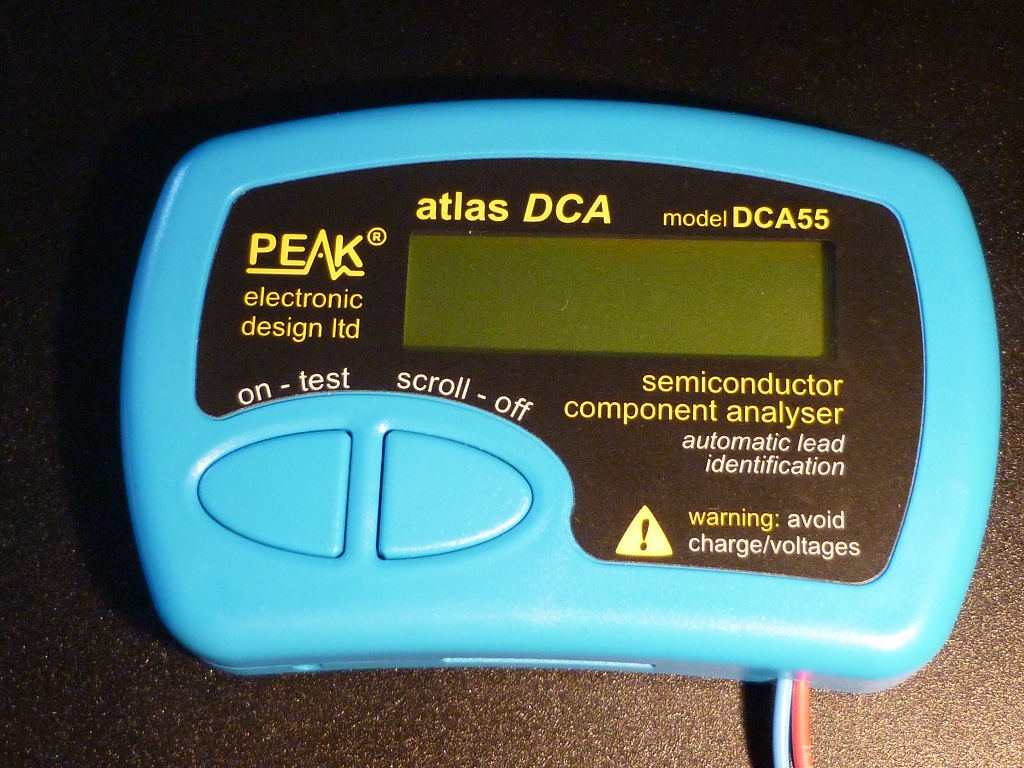 atlas DCA
model DCA55
PEAK®
electronic
design ltd
on - test
scroll - off
semiconductor
component analyser
automatic lead
identification
warning: avoid
charge/voltages